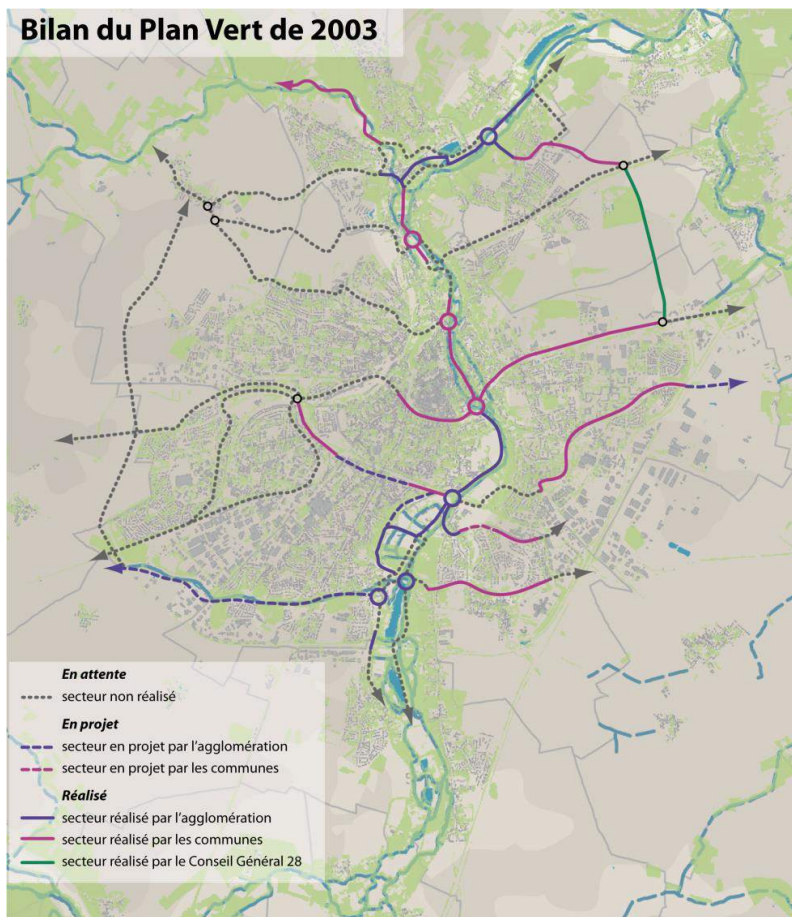 Bilan du Plan Vert de 2003
En attente
secteur non réalisé
En projet
secteur en projet par l'agglomération
secteur en projet par les communes
Réalisé
secteur réalisé par l'agglomération
secteur réalisé par les communes
secteur réalisé par le Conseil Général 28